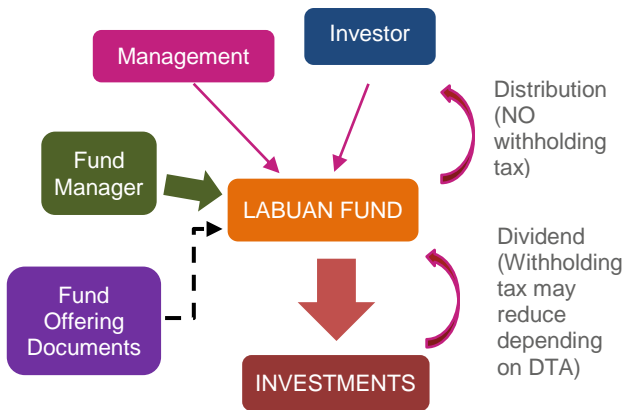 Management
Investor
Distribution
(NO
withholding
tax)
Fund
Manager
LABUAN FUND
Dividend
(Withholding
tax may
reduce
depending
on DTA)
Fund
Offering
Documents
INVESTMENTS